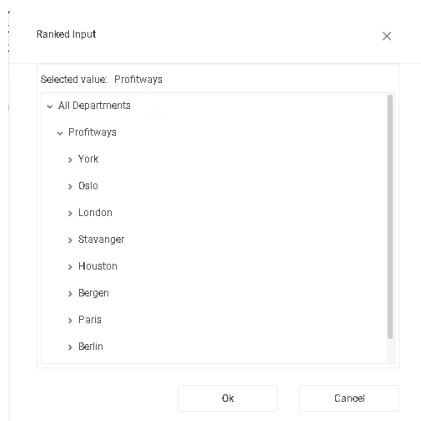 Ranked Input
Selected value: Profitways
All Departments
Profitways
York
Oslo
London
Stavanger
Houston
Bergen
Paris
Berlin
Ok
Cancel